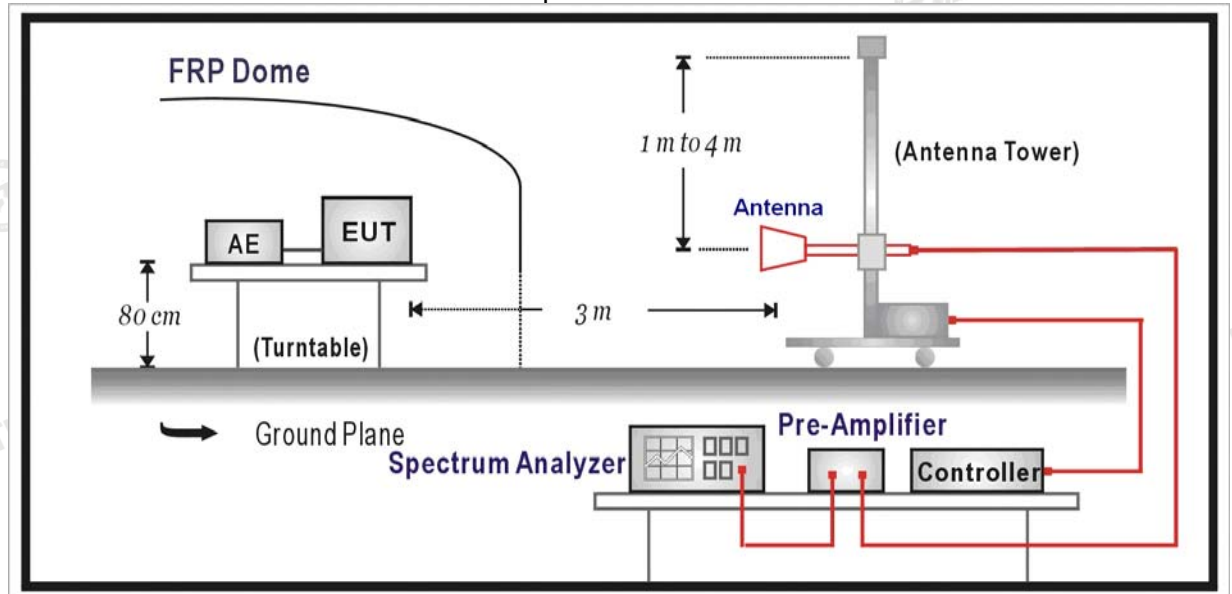 FRP Dome
1 m to 4 m
(Antenna Tower)
Antenna
AE
EUT
80 cm
3 m
(Turntable)
Ground Plane
Pre-Amplifier
Spectrum Analyzer
Controller